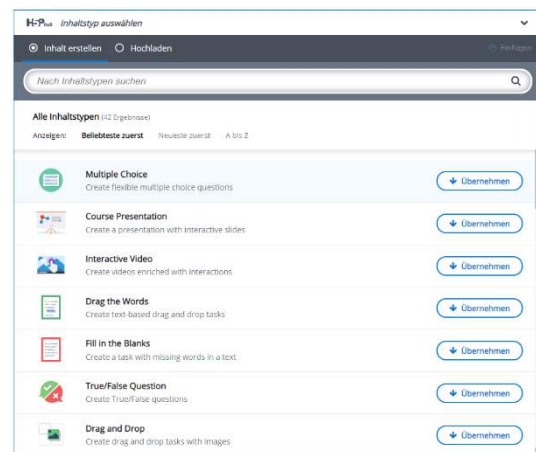 H-P hub Inhaltstyp auswählen
Inhalt erstellen Hochladen Einfügen
Nach Inhaltstypen suchen
Alle Inhaltstypen (42 Ergebnisse)
Anzeigen: Beliebteste zuerst Neueste zuerst A bis Z
Multiple Choice
Create flexible multiple choice questions
Übernehmen
Course Presentation
Create a presentation with interactive slides
Übernehmen
Interactive Video
Create videos enriched with interactions
Übernehmen
Drag the Words
Create text-based drag and drop tasks
Übernehmen
Fill in the Blanks
Create a task with missing words in a text
Übernehmen
True/False Question
Create True/False questions
Übernehmen
Drag and Drop
Create drag and drop tasks with images
Übernehmen